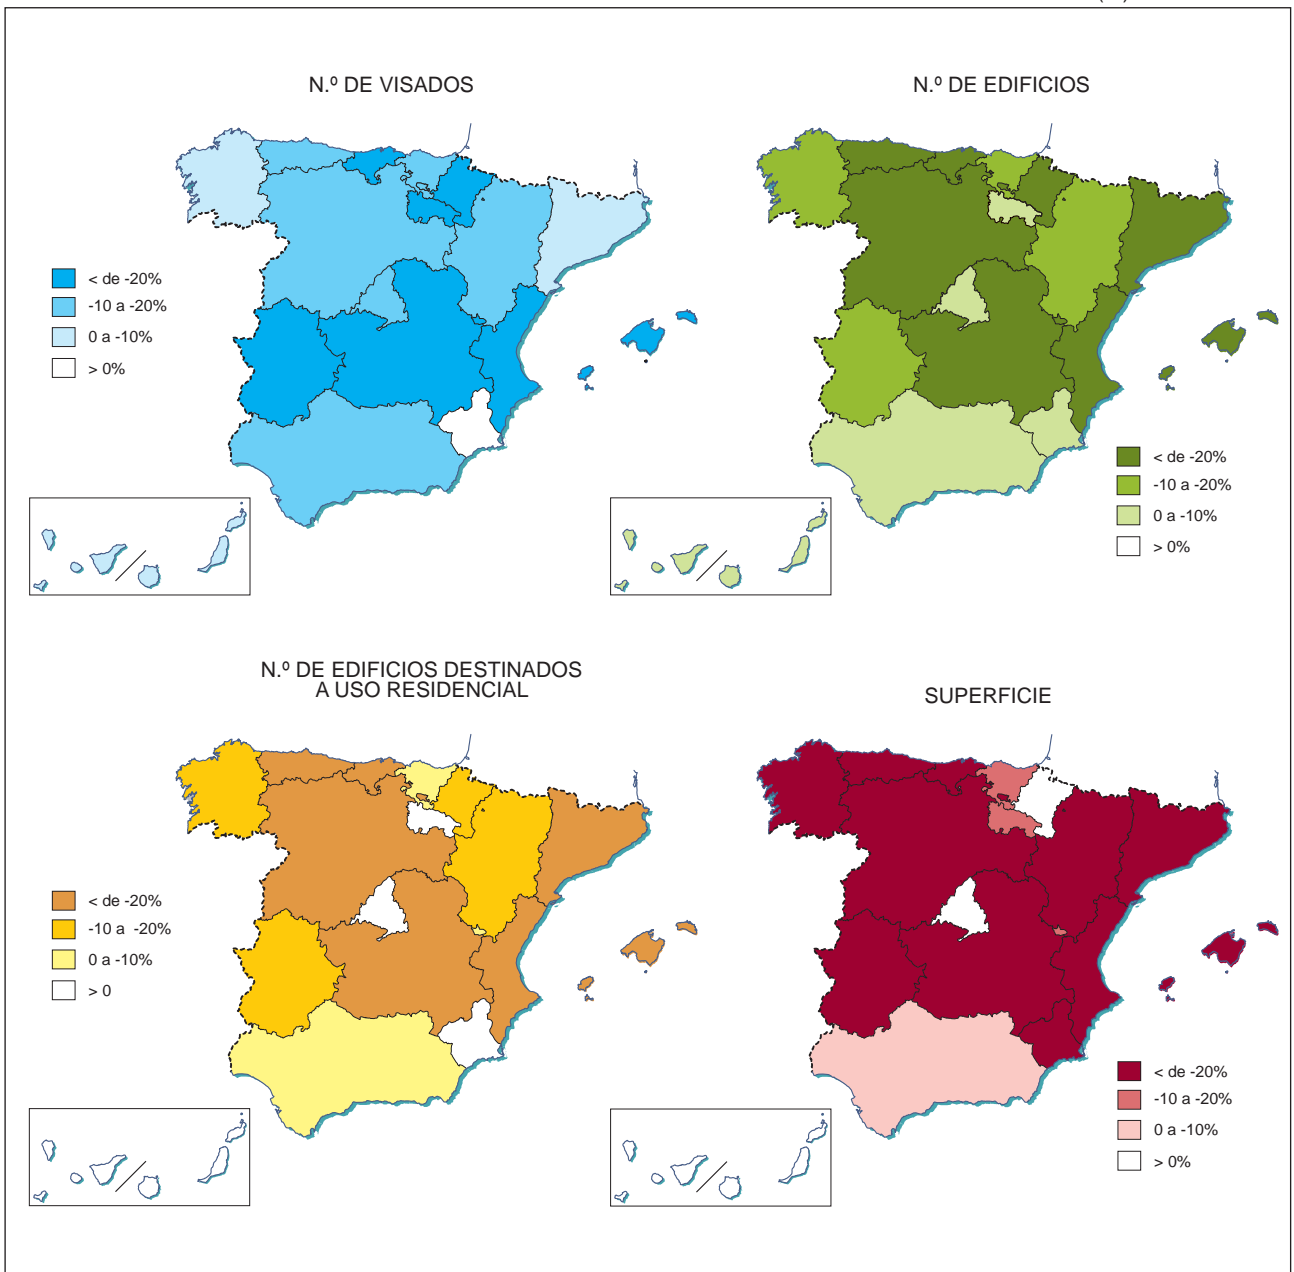 N.º DE VISADOS
< de -20%
-10 a -20%
0 a -10%
> 0%
N.º DE EDIFICIOS
< de -20%
-10 a -20%
0 a -10%
> 0%
N.º DE EDIFICIOS DESTINADOS
A USO RESIDENCIAL
< de -20%
-10 a -20%
0 a -10%
> 0
SUPERFICIE
< de -20%
-10 a -20%
0 a -10%
> 0%